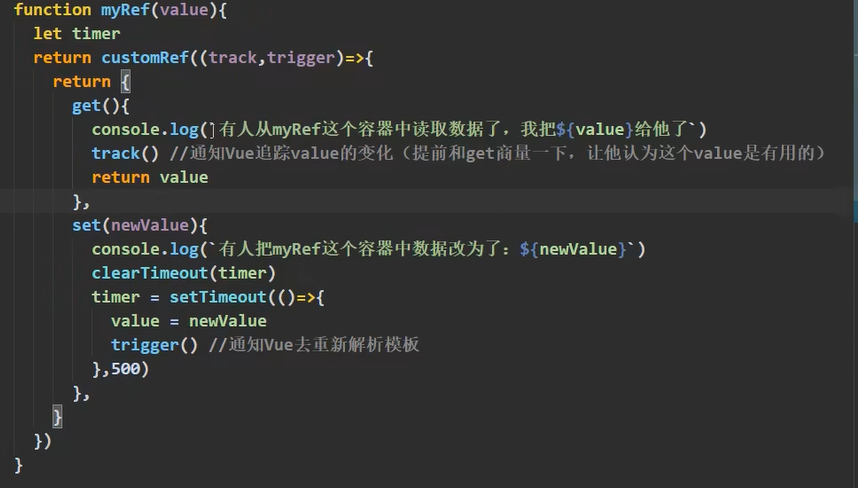 function myRef(value){
let timer
return customRef((track,trigger)=>{
return {
get(){
console.log(`有人从myRef这个容器中读取数据了，我把${value}给他了`)
track() //通知Vue追踪value的变化（提前和get商量一下，让他认为这个value是有用的）
return value
},
set(newValue){
console.log(`有人把myRef这个容器中数据改为了：${newValue}`)
clearTimeout(timer)
timer = setTimeout(()=>{
value = newValue
trigger() //通知Vue去重新解析模板
},500)
},
}
})
}